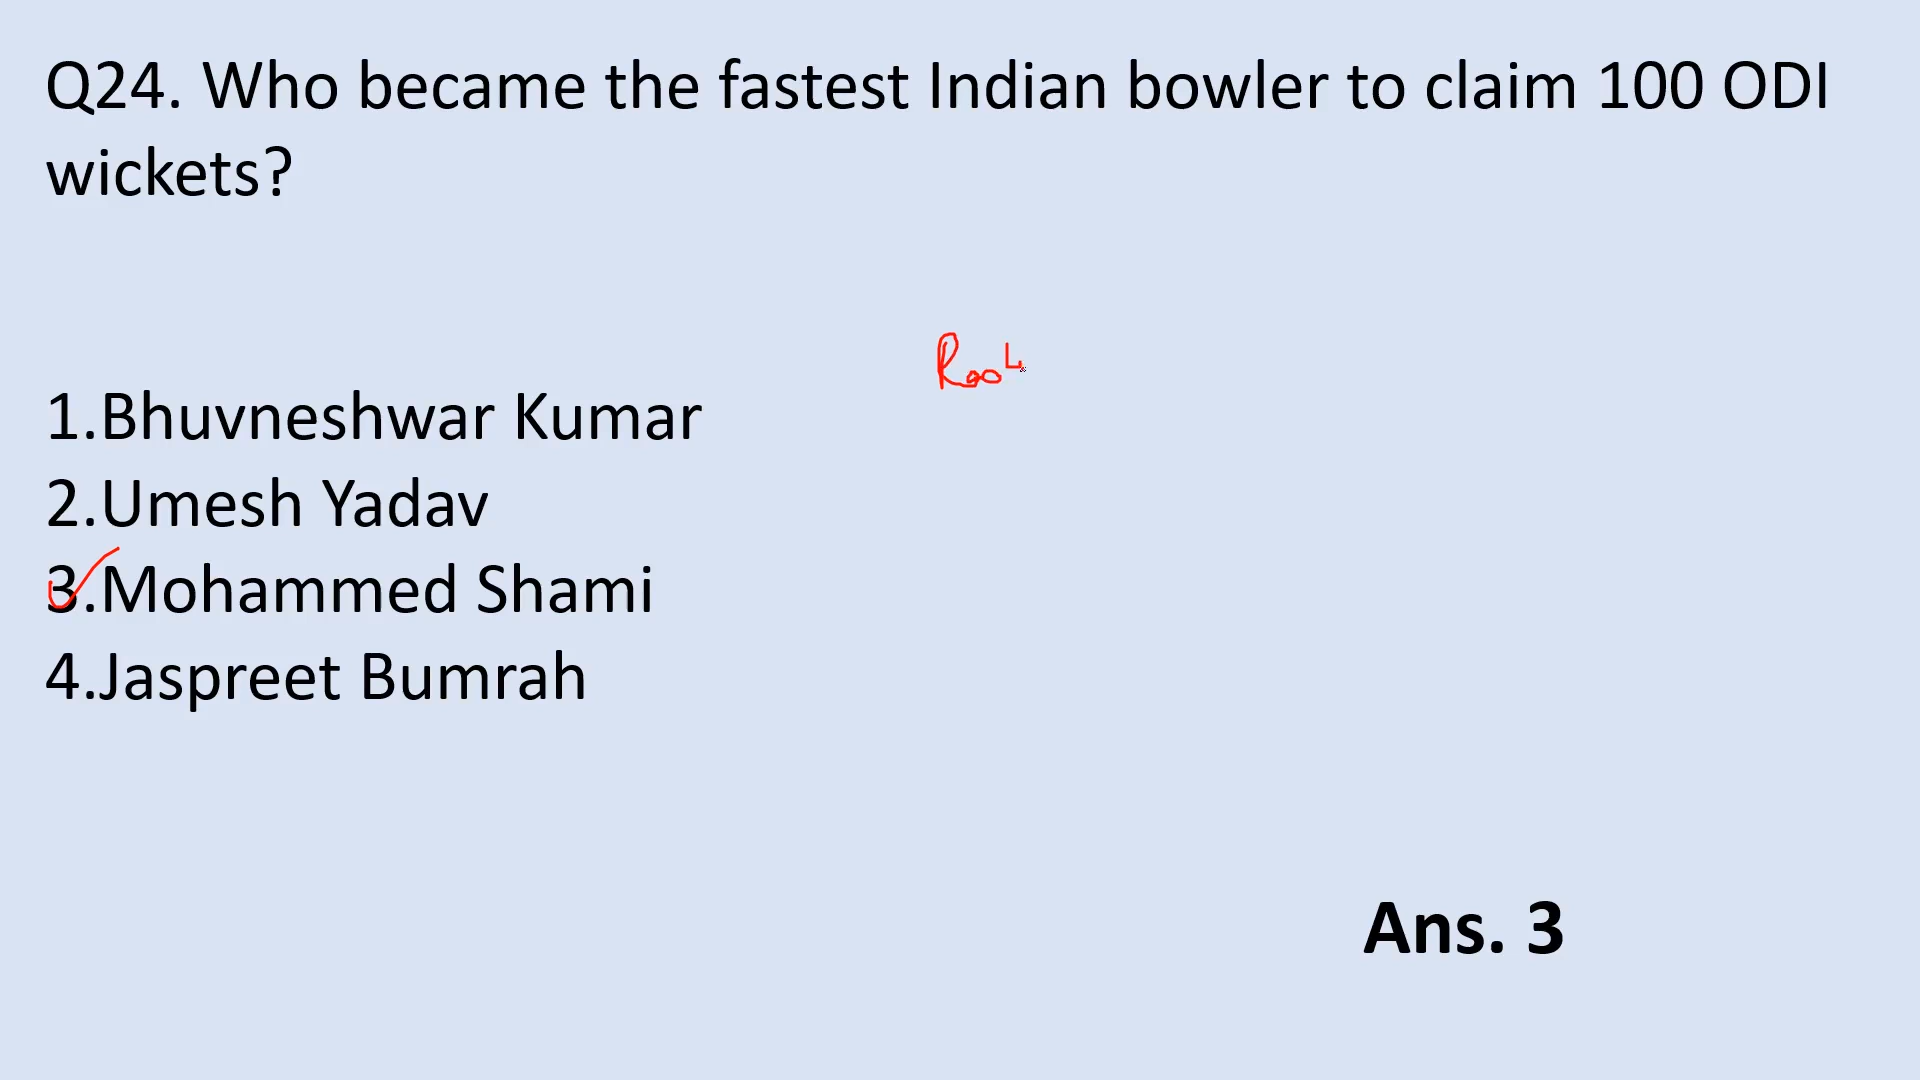 Q24. Who became the fastest Indian bowler to claim 100 ODI
wickets?
1.Bhuvneshwar Kumar
2.Umesh Yadav
3.Mohammed Shami
4.Jaspreet Bumrah
Ans. 3